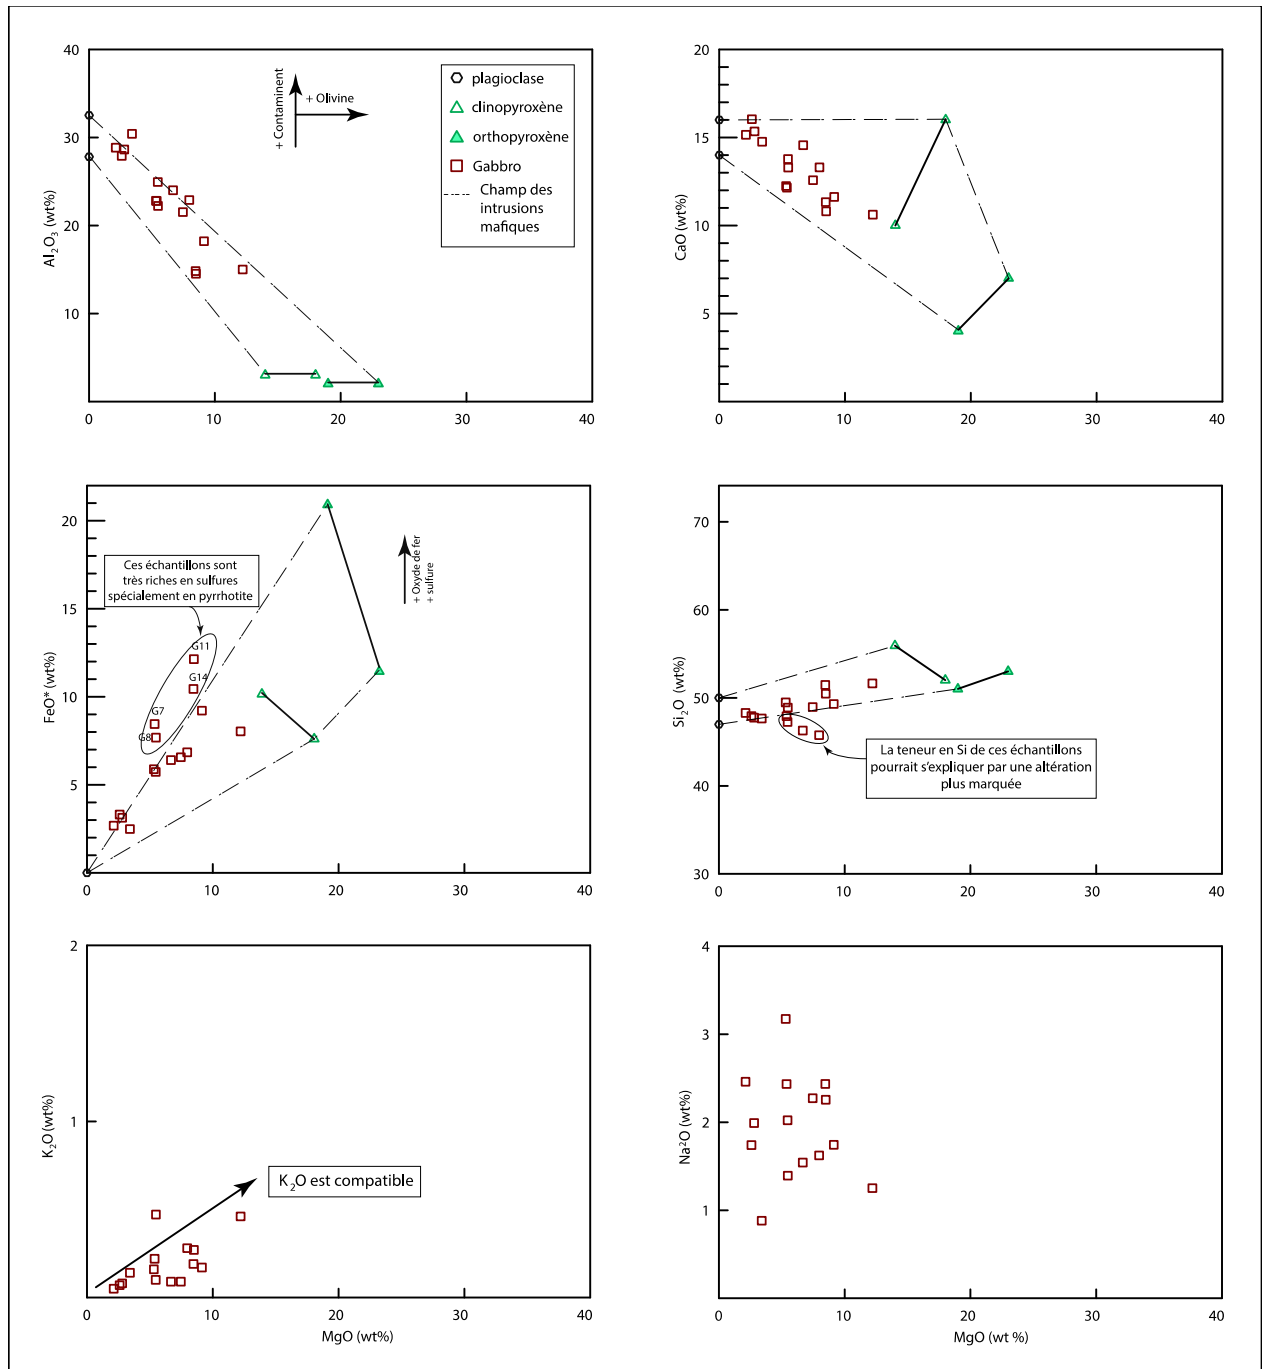 40
30
20
10
0
10
20
30
40
Al₂O₃ (wt%)
+ Contaminent
+ Olivine
plagioclase
clinopyroxène
orthopyroxène
Gabbro
Champ des
intrusions
mafiques
20
15
10
5
0
10
20
30
40
CaO (wt%)
20
15
10
5
0
10
20
30
40
FeO* (wt%)
Ces échantillons sont
très riches en sulfures
spécialement en pyrrhotite
G11
G14
G7
G8
+ Oxyde de fer
+ sulfure
70
60
50
40
30
0
10
20
30
40
Si₂O (wt%)
La teneur en Si de ces échantillons
pourrait s'expliquer par une altération
plus marquée
2
1
0
10
20
30
40
K₂O (wt%)
K₂O est compatible
MgO (wt%)
4
3
2
1
0
10
20
30
40
Na²O (wt%)
MgO (wt %)